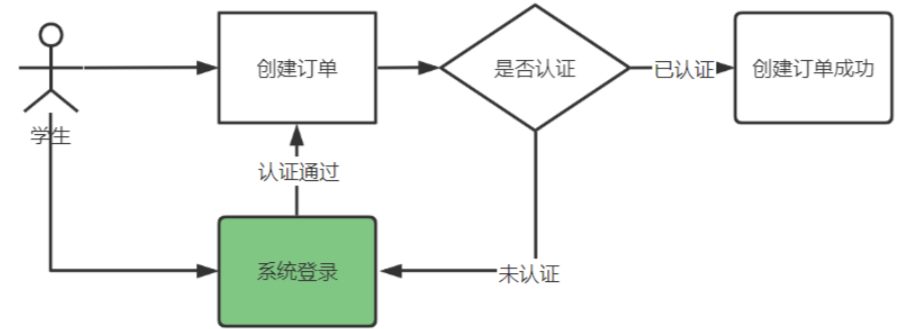 创建订单
是否认证
已认证
创建订单成功
学生
认证通过
系统登录
未认证